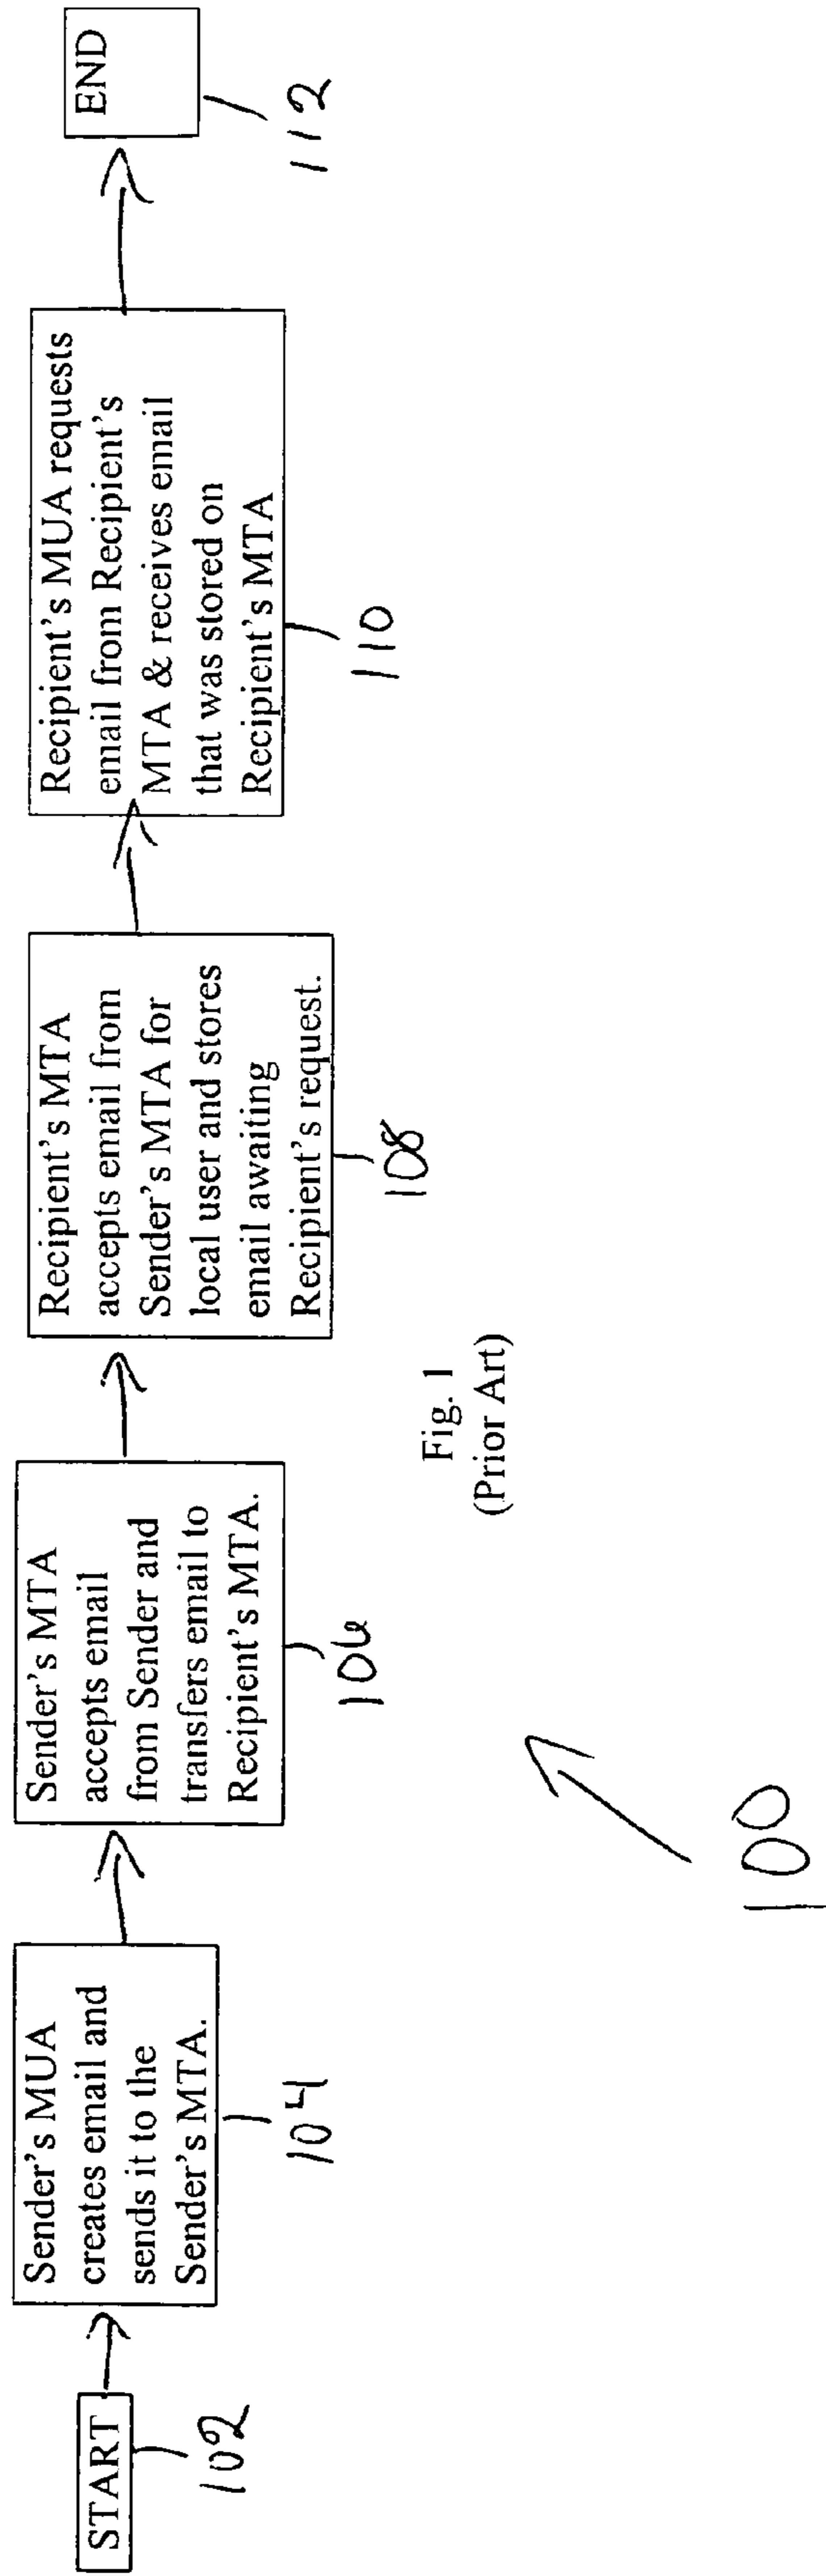 START
102
Sender's MUA
creates email and
sends it to the
Sender's MTA.
104
Sender's MTA
accepts email
from Sender and
transfers email to
Recipient's MTA.
106
Recipient's MTA
accepts email from
Sender's MTA for
local user and stores
email awaiting
Recipient's request.
108
Recipient's MUA requests
email from Recipient's
MTA & receives email
that was stored on
Recipient's MTA
110
END
112
Fig. 1
(Prior Art)
100